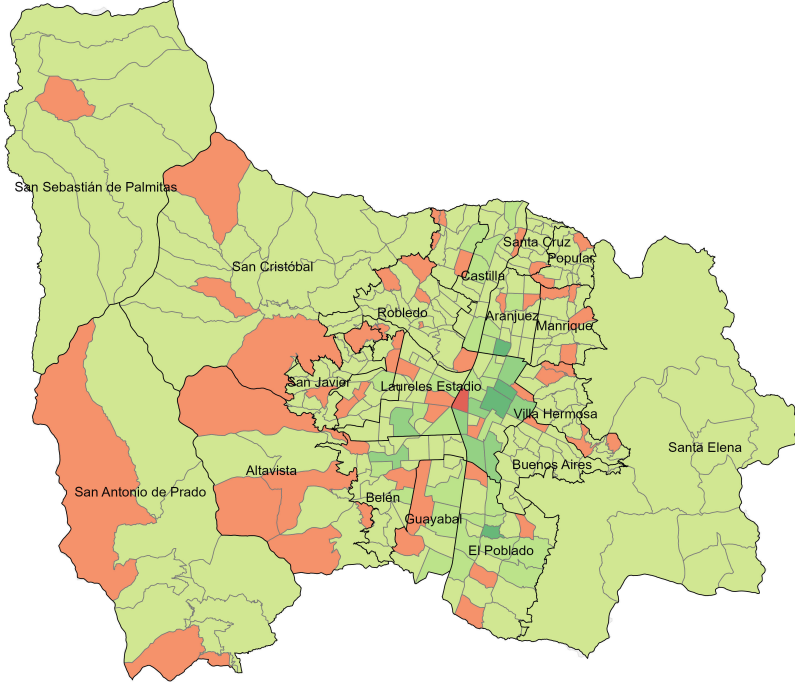 San Sebastián de Palmitas
Santa Cruz
Popular
San Cristóbal
Castilla
Robledo
Aranjuez
Manrique
San Javier
Laureles Estadio
Villa Hermosa
Santa Elena
Buenos Aires
Altavista
San Antonio de Prado
Belén
Guayabal
El Poblado